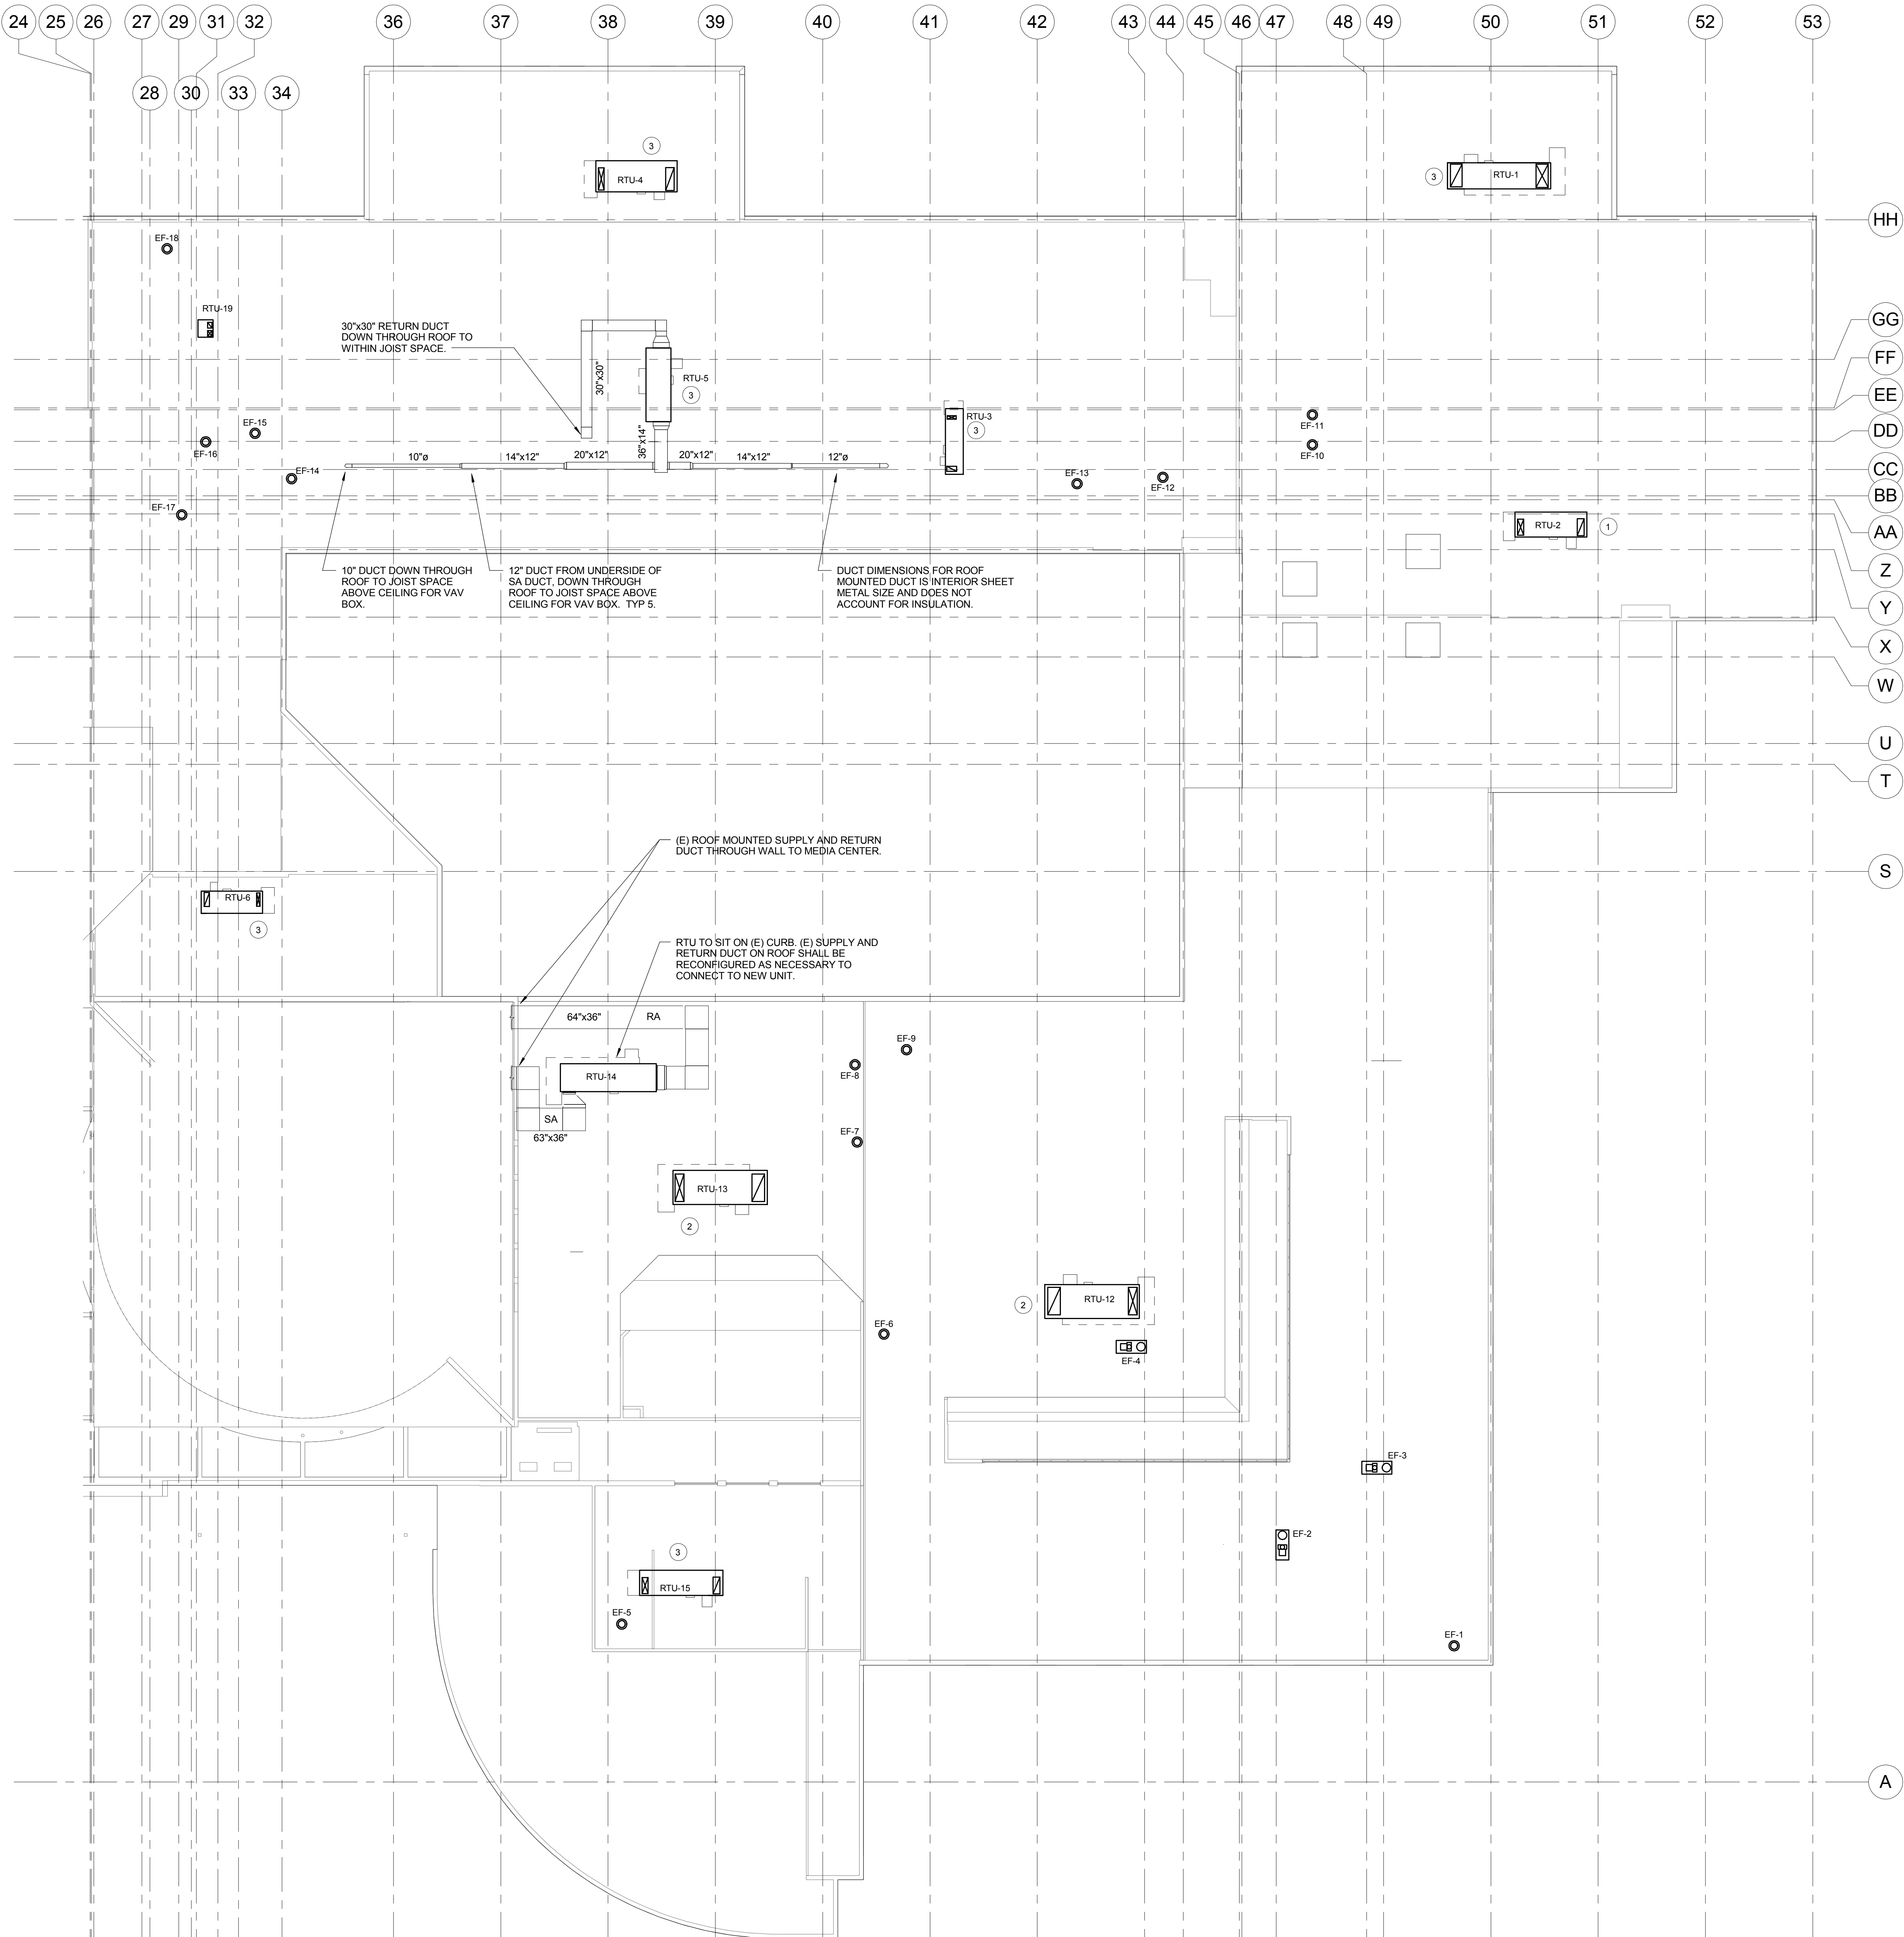 24
25
26
27
29
31
32
36
37
38
39
40
41
42
43
44
45
46
47
48
49
50
51
52
53
28
30
33
34
3
RTU-4
3
RTU-1
HH
EF-18
RTU-19
30"x30" RETURN DUCT
DOWN THROUGH ROOF TO
WITHIN JOIST SPACE.
30"x30"
RTU-5
3
GG
FF
EE
RTU-3
3
EF-11
DD
EF-15
EF-16
36"x14"
10"ø
14"x12"
20"x12"
20"x12"
14"x12"
12"ø
EF-10
CC
EF-14
EF-13
EF-12
BB
EF-17
RTU-2
1
AA
10" DUCT DOWN THROUGH
ROOF TO JOIST SPACE
ABOVE CEILING FOR VAV
BOX.
12" DUCT FROM UNDERSIDE OF
SA DUCT, DOWN THROUGH
ROOF TO JOIST SPACE ABOVE
CEILING FOR VAV BOX. TYP 5.
DUCT DIMENSIONS FOR ROOF
MOUNTED DUCT IS INTERIOR SHEET
METAL SIZE AND DOES NOT
ACCOUNT FOR INSULATION.
Z
Y
X
W
U
T
(E) ROOF MOUNTED SUPPLY AND RETURN
DUCT THROUGH WALL TO MEDIA CENTER.
S
RTU-6
3
RTU TO SIT ON (E) CURB. (E) SUPPLY AND
RETURN DUCT ON ROOF SHALL BE
RECONFIGURED AS NECESSARY TO
CONNECT TO NEW UNIT.
64"x36"
RA
EF-9
EF-8
RTU-14
SA
63"x36"
EF-7
RTU-13
2
RTU-12
2
EF-6
EF-4
EF-3
EF-2
3
RTU-15
EF-5
EF-1
A